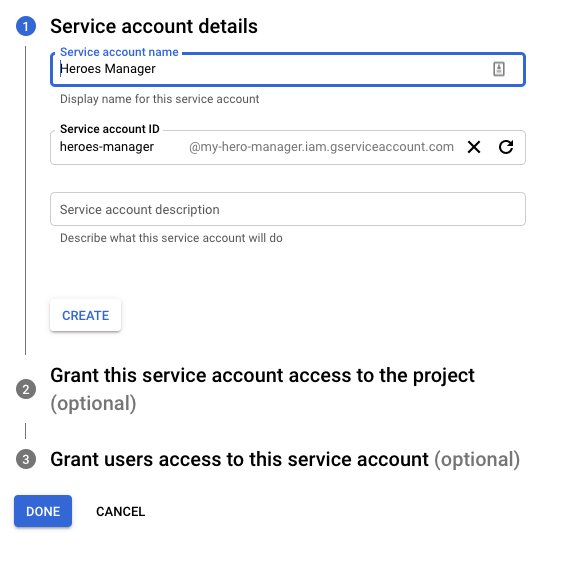 1 Service account details
Service account name
Heroes Manager
Display name for this service account
Service account ID
heroes-manager @my-hero-manager.iam.gserviceaccount.com
Service account description
Describe what this service account will do
CREATE
2 Grant this service account access to the project
(optional)
3 Grant users access to this service account (optional)
DONE CANCEL